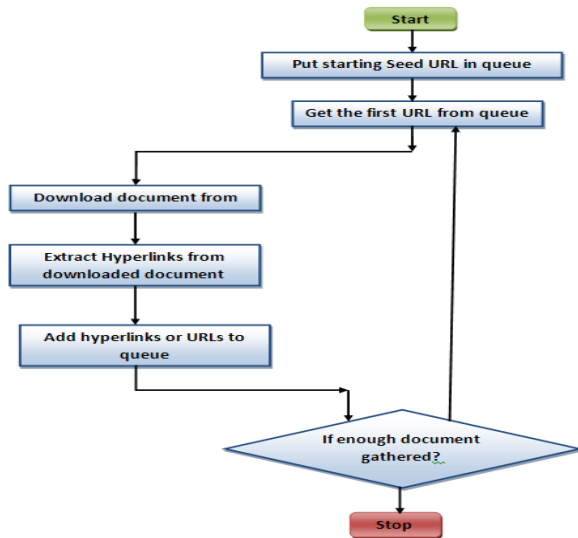 Start
Put starting Seed URL in queue
Get the first URL from queue
Download document from
Extract Hyperlinks from
downloaded document
Add hyperlinks or URLs to
queue
If enough document
gathered?
Stop